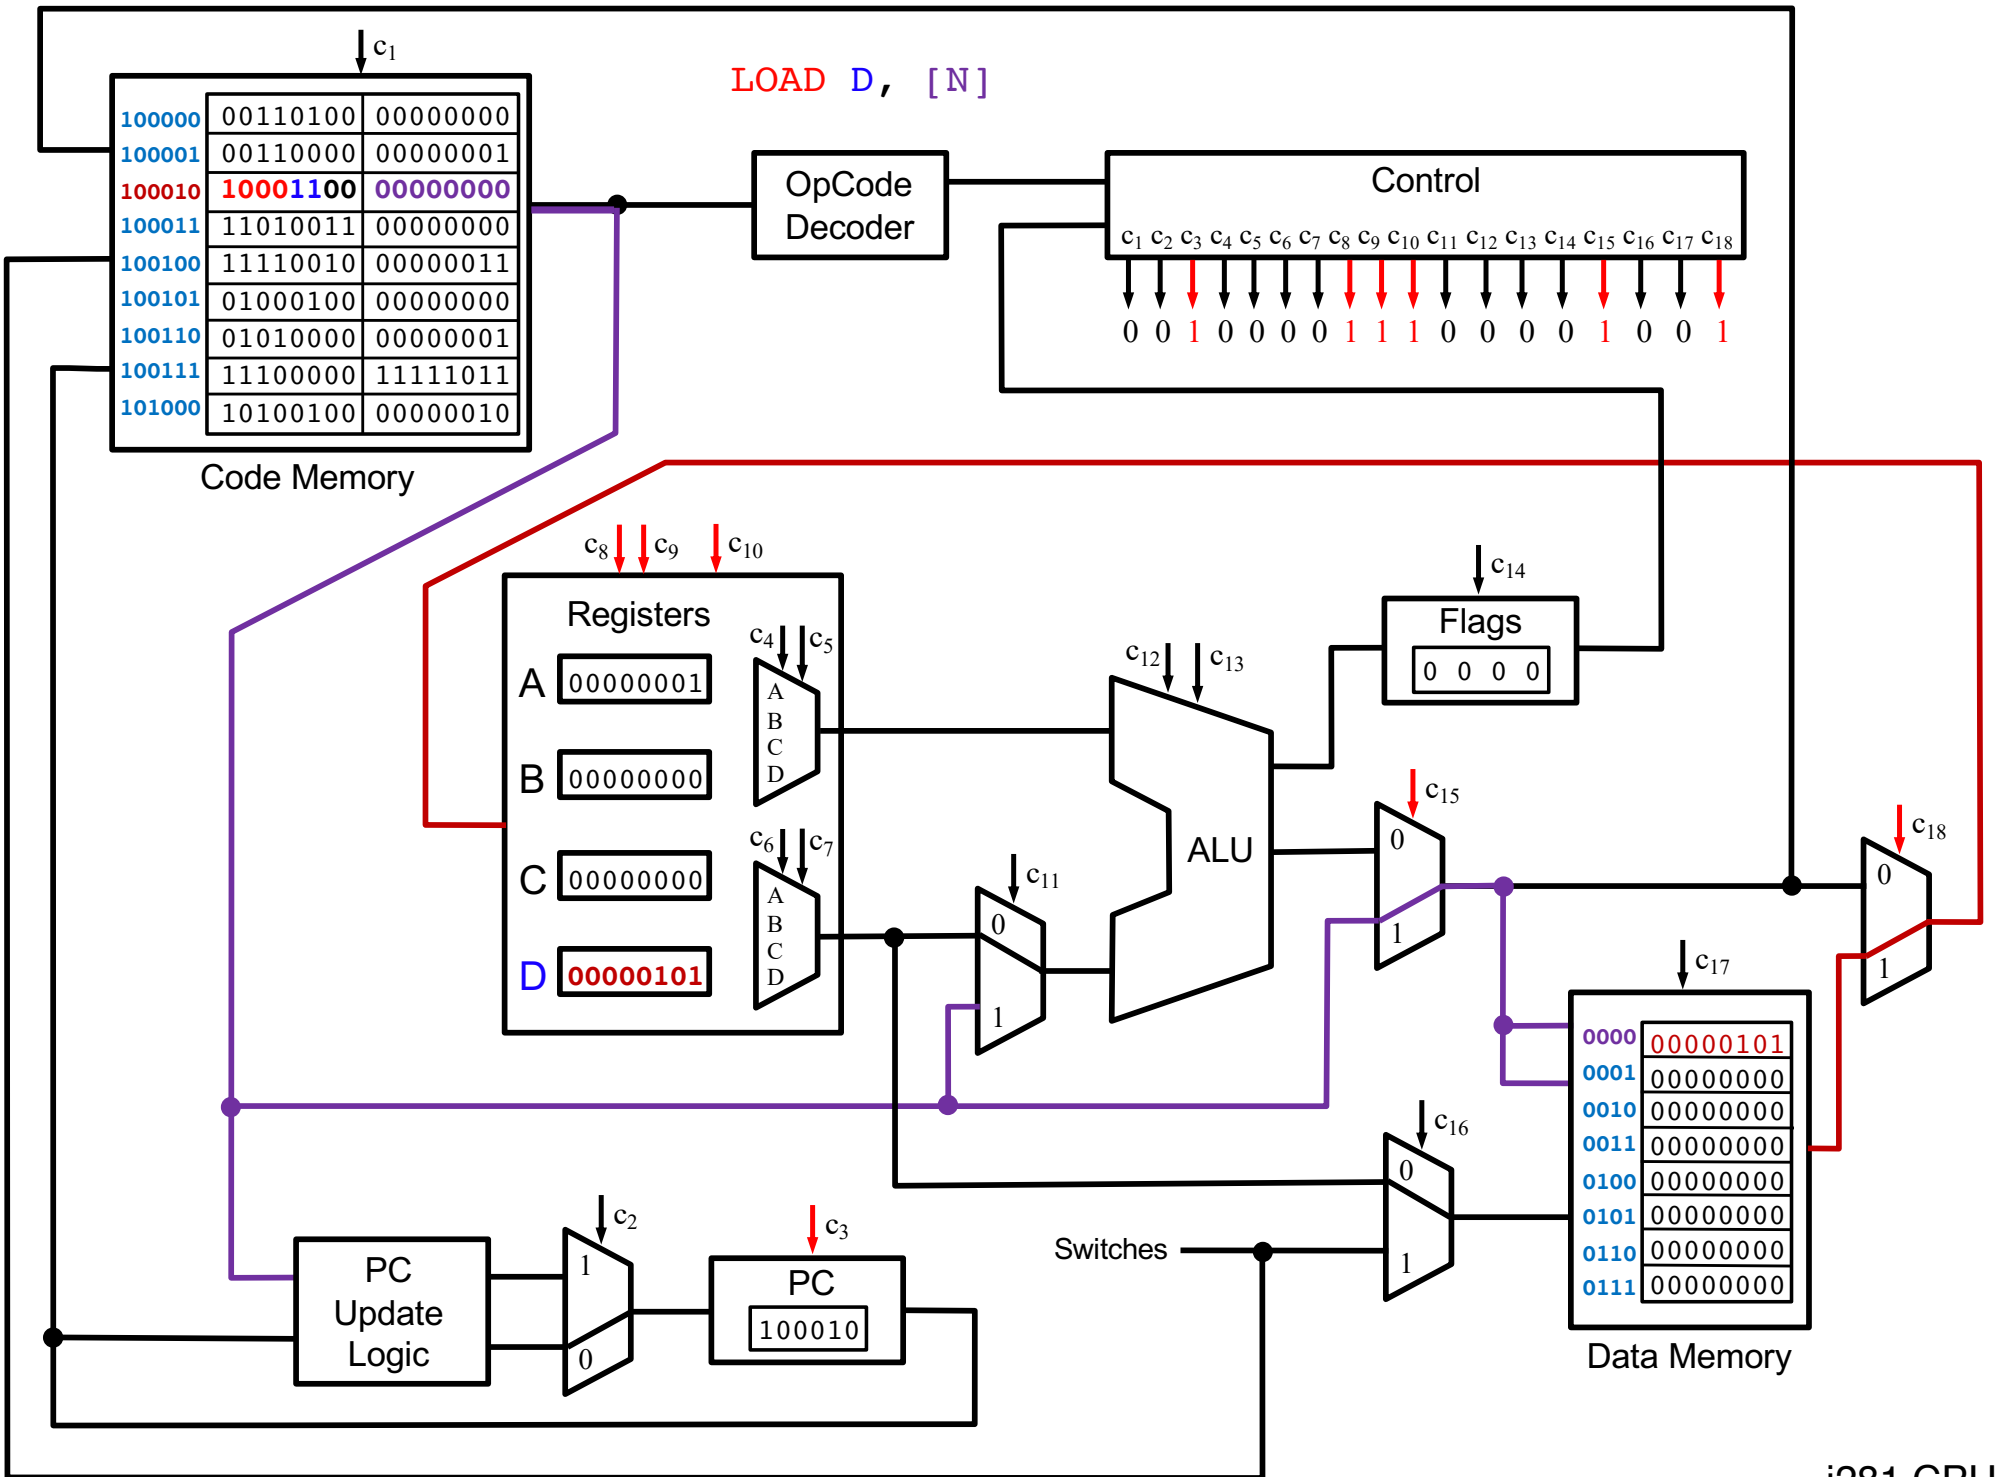 c1
LOAD D, [N]
100000 00110100 00000000
100001 00110000 00000001
100010 10001100 00000000
100011 11010011 00000000
100100 11110010 00000011
100101 01000100 00000000
100110 01010000 00000001
100111 11100000 11111011
101000 10100100 00000010
Code Memory
OpCode
Decoder
Control
c1 c2 c3 c4 c5 c6 c7 c8 c9 c10 c11 c12 c13 c14 c15 c16 c17 c18
0 0 1 0 0 0 0 1 1 1 0 0 0 0 1 0 0 1
c8 c9 c10
Registers
A 00000001
B 00000000
C 00000000
D 00000101
c4 c5
A
B
C
D
c6 c7
A
B
C
D
c11
0
1
c12 c13
ALU
c14
Flags
0 0 0 0
c15
0
1
c18
0
1
c17
0000 00000101
0001 00000000
0010 00000000
0011 00000000
0100 00000000
0101 00000000
0110 00000000
0111 00000000
Data Memory
c16
0
1
Switches
PC
Update
Logic
c2
1
0
c3
PC
100010
i281 CPU